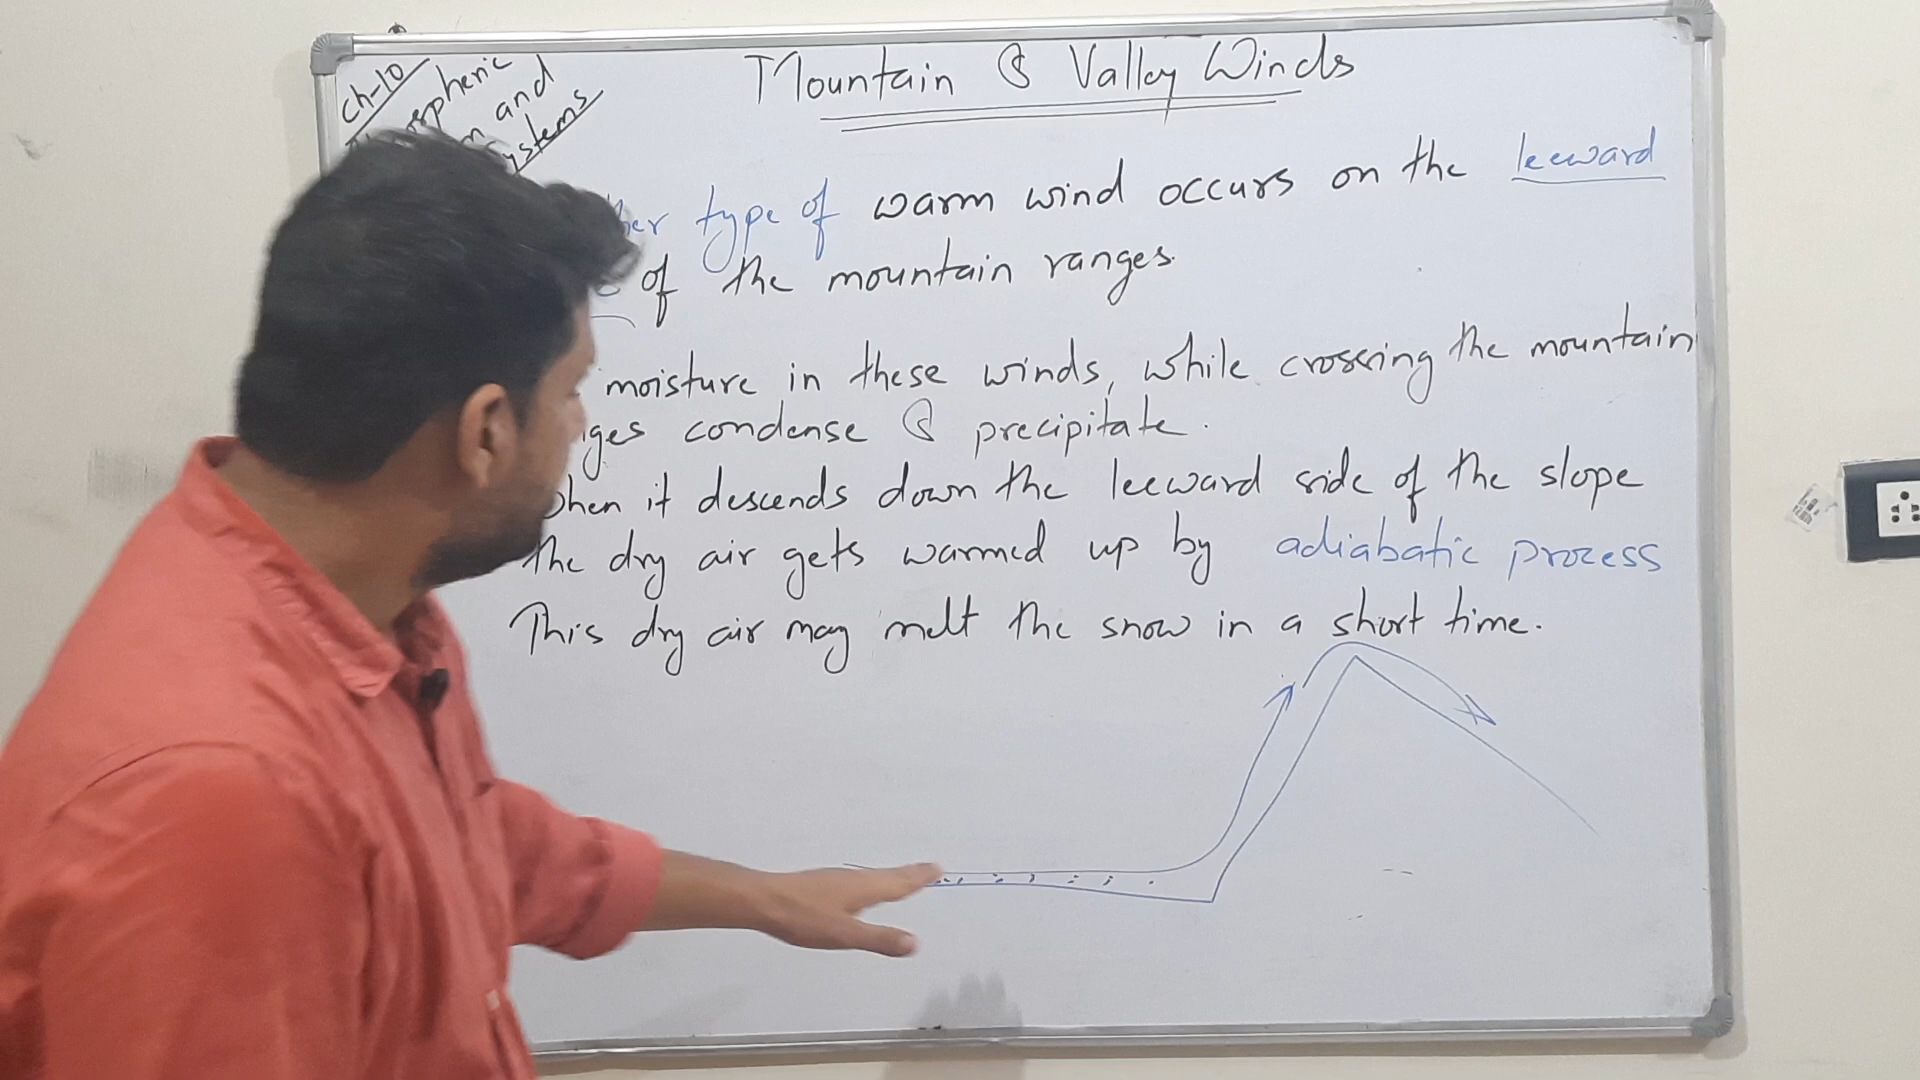 Mountain & Valley Winds
ch-10
and
type of warm wind occurs on the leeward
of the mountain ranges.
moisture in these winds, while crossing the mountain
condense & precipitate.
when it descends down the leeward side of the slope
the dry air gets warmed up by adiabatic process
This dry air may melt the snow in a short time.